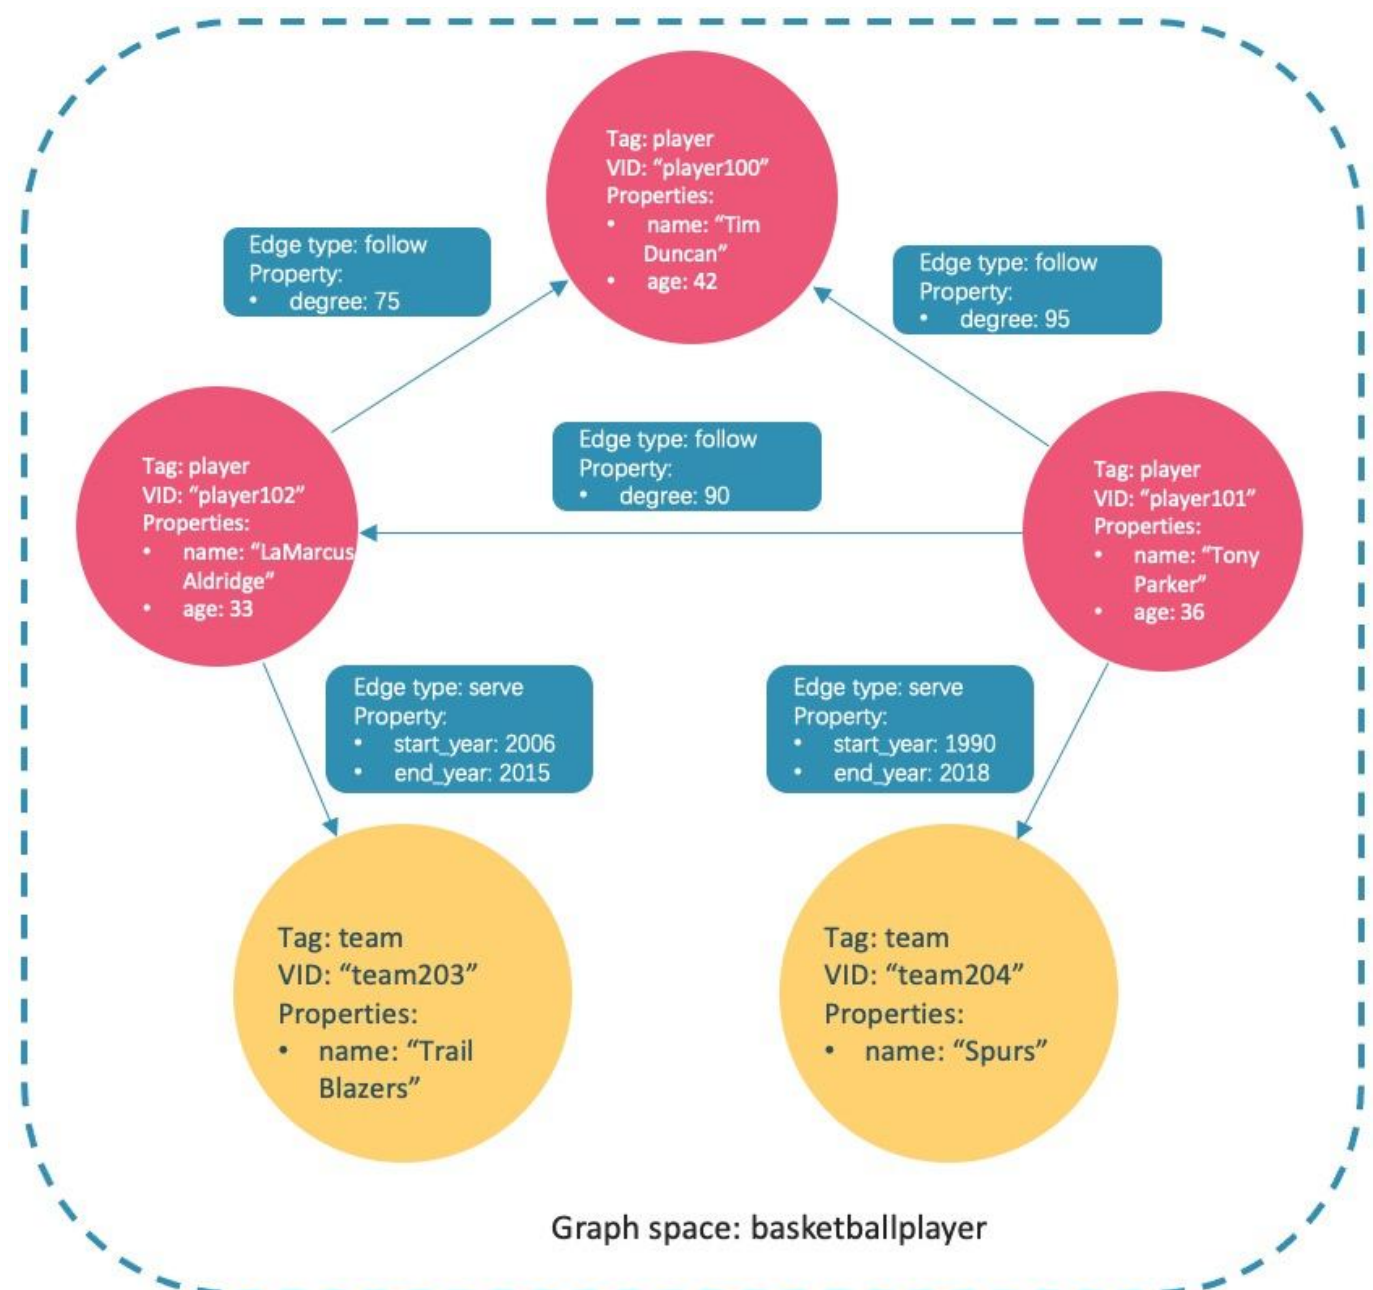 Tag: player
VID: “player100”
Properties:
• name: “Tim
Duncan”
• age: 42
Edge type: follow
Property:
• degree: 75
Edge type: follow
Property:
• degree: 95
Edge type: follow
Property:
• degree: 90
Tag: player
VID: “player102”
Properties:
• name: “LaMarcus
Aldridge”
• age: 33
Tag: player
VID: “player101”
Properties:
• name: “Tony
Parker”
• age: 36
Edge type: serve
Property:
• start_year: 2006
• end_year: 2015
Edge type: serve
Property:
• start_year: 1990
• end_year: 2018
Tag: team
VID: “team203”
Properties:
• name: “Trail
Blazers”
Tag: team
VID: “team204”
Properties:
• name: “Spurs”
Graph space: basketballplayer